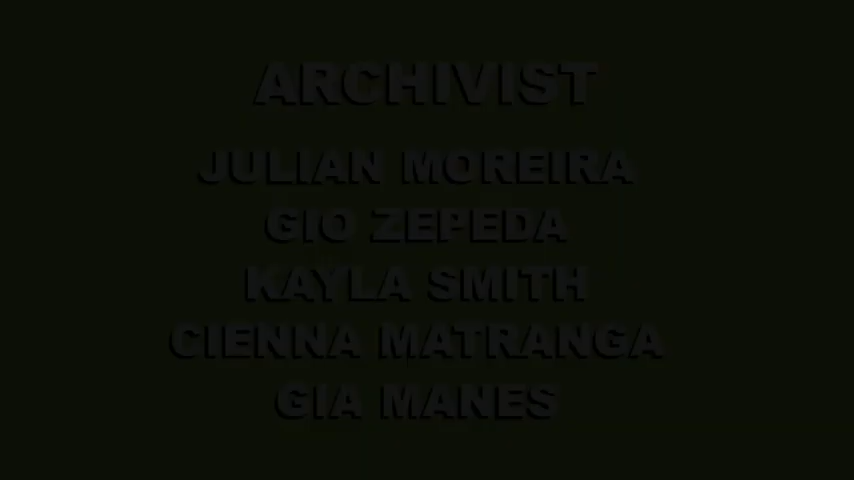 ARCHIVIST
JULIAN MOREIRA
GIO ZEPEDA
KAYLA SMITH
CIENNA MATRANGA
GIA MANES